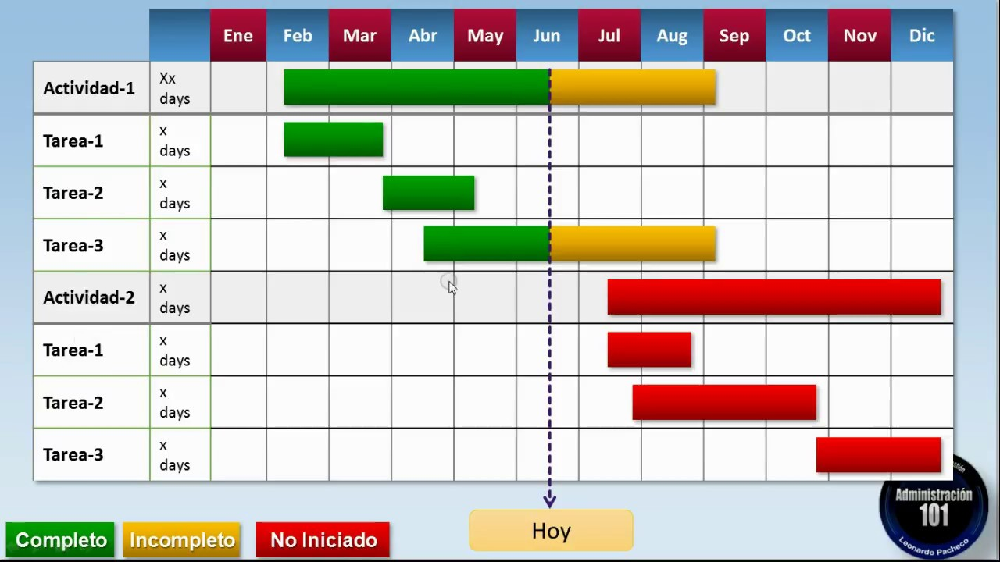 Ene Feb Mar Abr May Jun Jul Aug Sep Oct Nov Dic
Actividad-1 Xx
days
Tarea-1 x
days
Tarea-2 x
days
Tarea-3 x
days
Actividad-2 x
days
Tarea-1 x
days
Tarea-2 x
days
Tarea-3 x
days
Completo Incompleto No Iniciado Hoy
Administración
101
Leonardo Pacheco